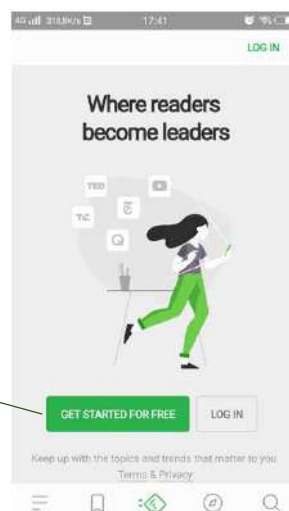 4G 17:41
LOG IN
Where readers
become leaders
TED
GET STARTED FOR FREE
LOG IN
Keep up with the topics and trends that matter to you
Terms & Privacy